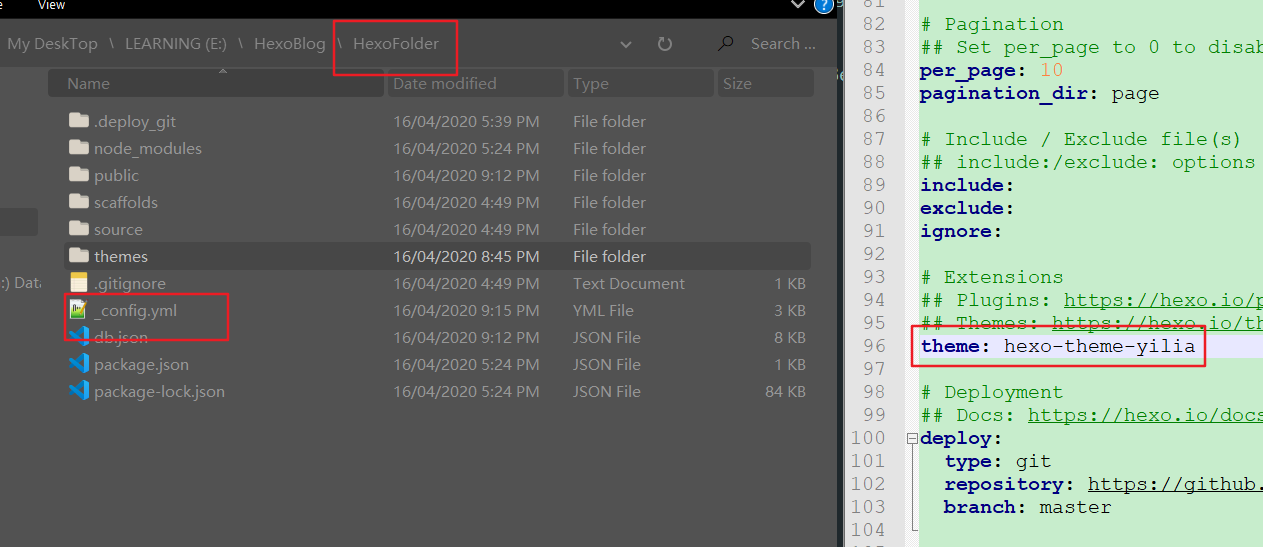 View
?
My DeskTop \ LEARNING (E:) \ HexoBlog \ HexoFolder
Search ...
Name Date modified Type Size
.deploy_git 16/04/2020 5:39 PM File folder
node_modules 16/04/2020 5:24 PM File folder
public 16/04/2020 9:12 PM File folder
scaffolds 16/04/2020 4:49 PM File folder
source 16/04/2020 4:49 PM File folder
themes 16/04/2020 8:45 PM File folder
:) Data
.gitignore 16/04/2020 4:49 PM Text Document 1 KB
_config.yml 16/04/2020 9:15 PM YML File 3 KB
db.json 16/04/2020 9:12 PM JSON File 8 KB
package.json 16/04/2020 5:24 PM JSON File 1 KB
package-lock.json 16/04/2020 5:24 PM JSON File 84 KB
81
82 # Pagination
83 ## Set per_page to 0 to disab
84 per_page: 10
85 pagination_dir: page
86
87 # Include / Exclude file(s)
88 ## include:/exclude: options
89 include:
90 exclude:
91 ignore:
92
93 # Extensions
94 ## Plugins: https://hexo.io/p
95 ## Themes: https://hexo.io/th
96 theme: hexo-theme-yilia
97
98 # Deployment
99 ## Docs: https://hexo.io/docs
100 deploy:
101 type: git
102 repository: https://github.
103 branch: master
104